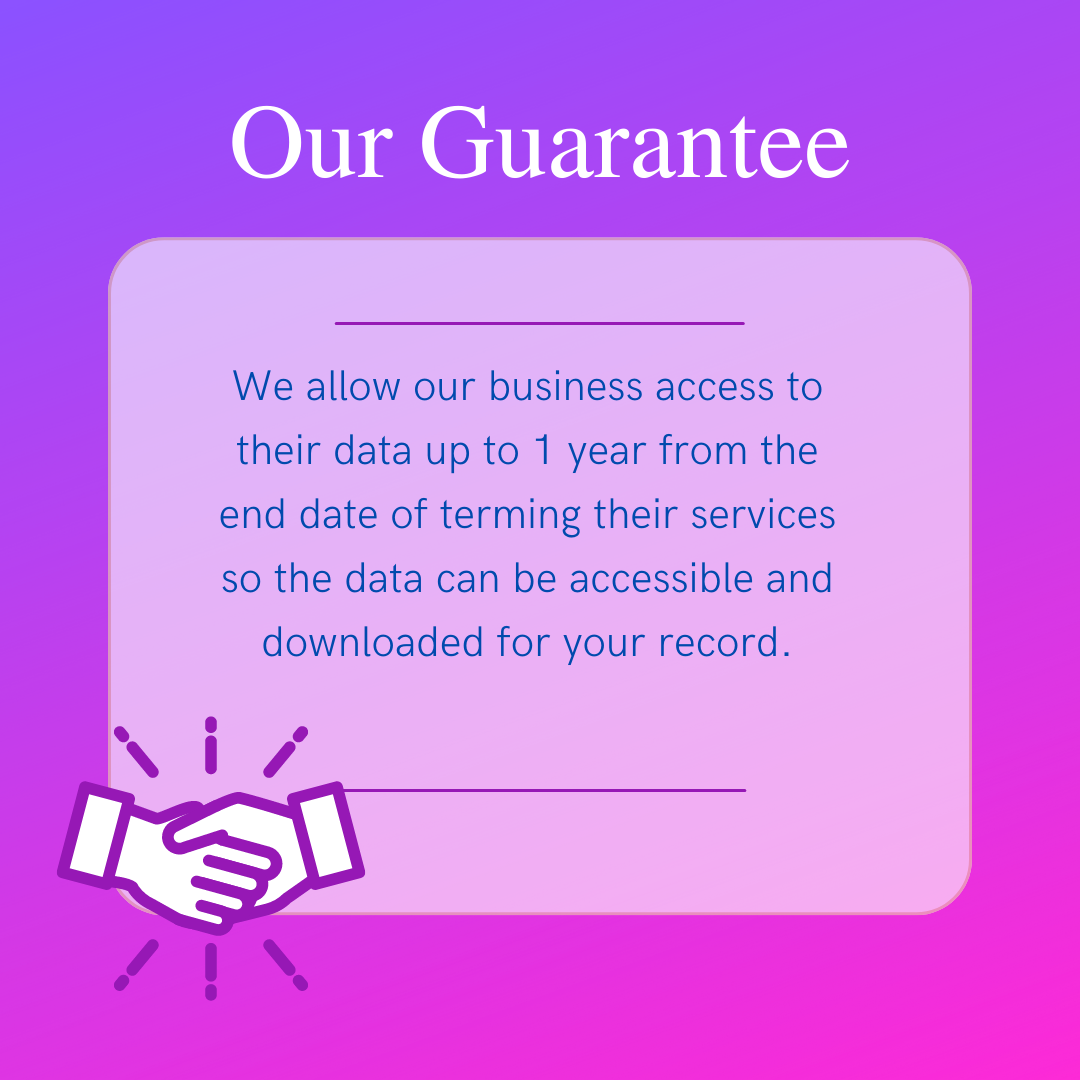 Our Guarantee
We allow our business access to
their data up to 1 year from the
end date of terming their services
so the data can be accessible and
downloaded for your record.